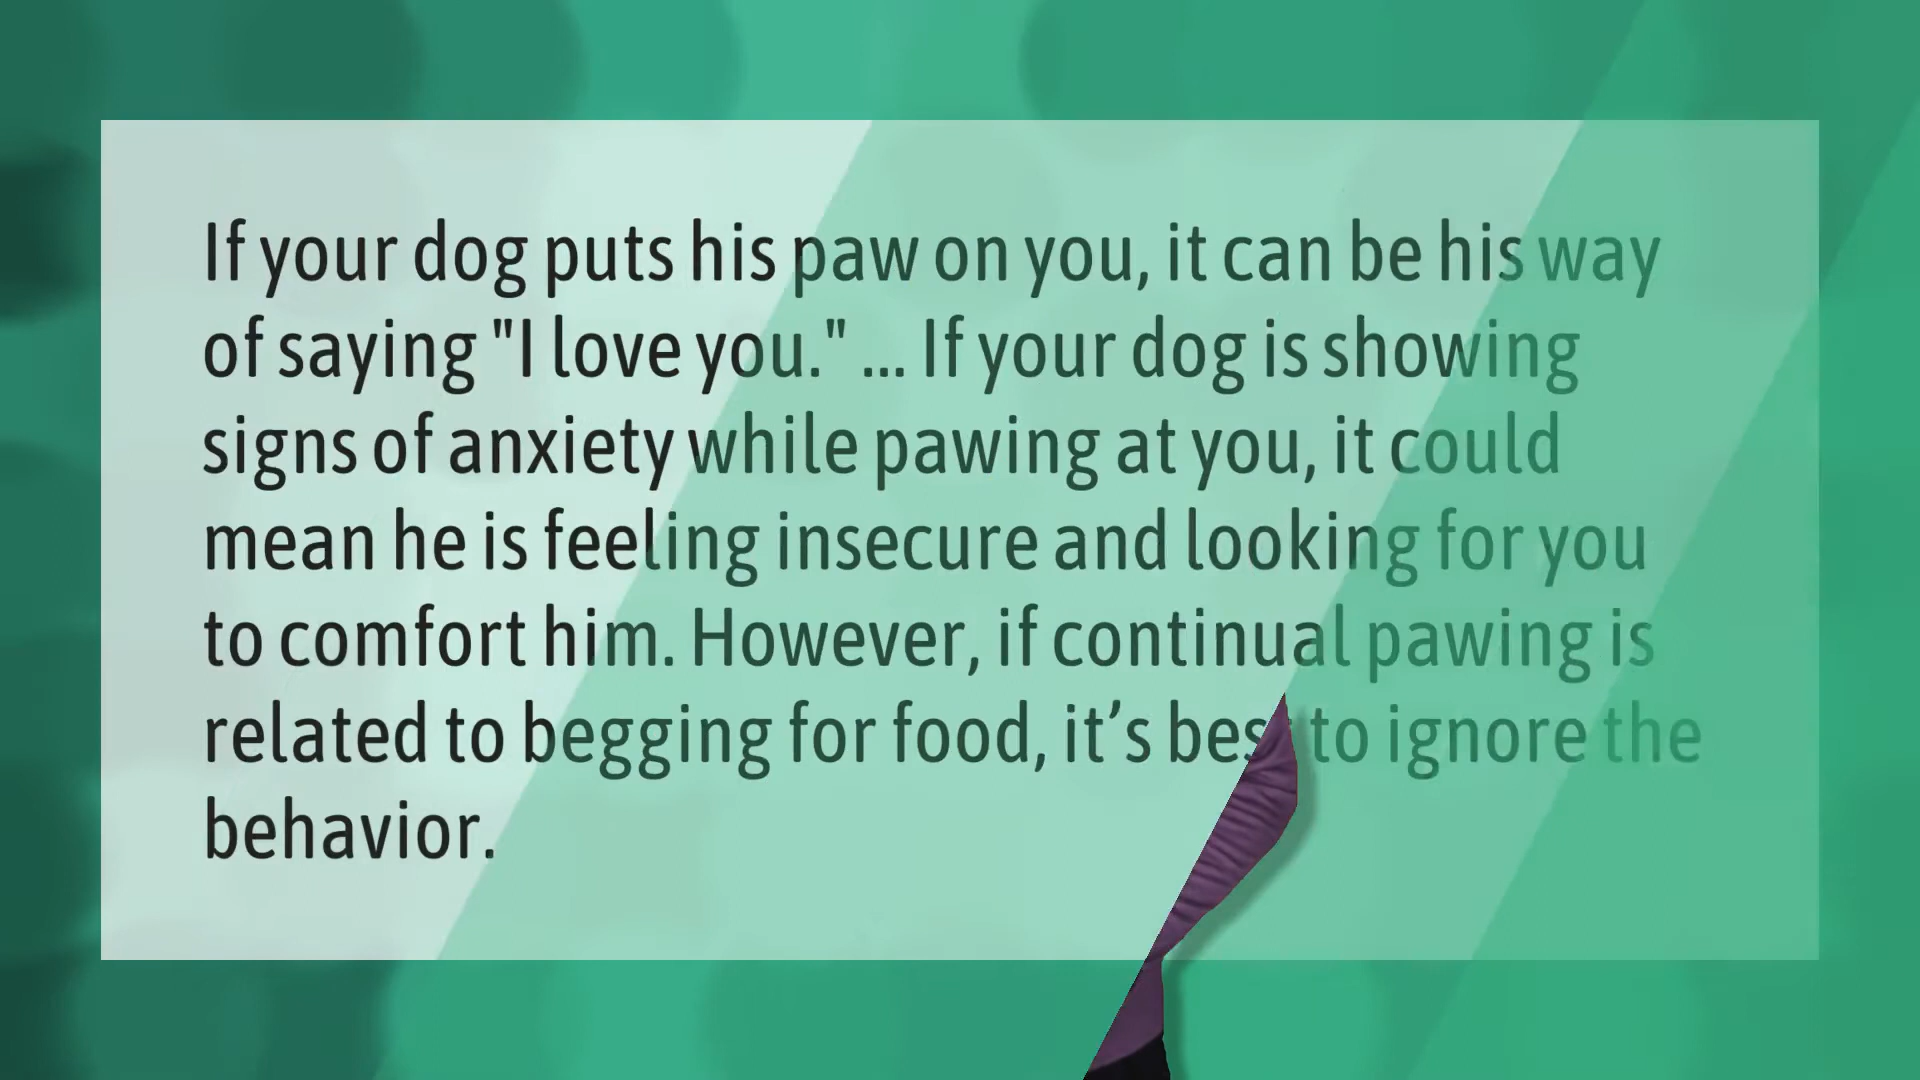 If your dog puts his paw on you, it can be his way
of saying "I love you." ... If your dog is showing
signs of anxiety while pawing at you, it could
mean he is feeling insecure and looking for you
to comfort him. However, if continual pawing is
related to begging for food, it’s best to ignore the
behavior.